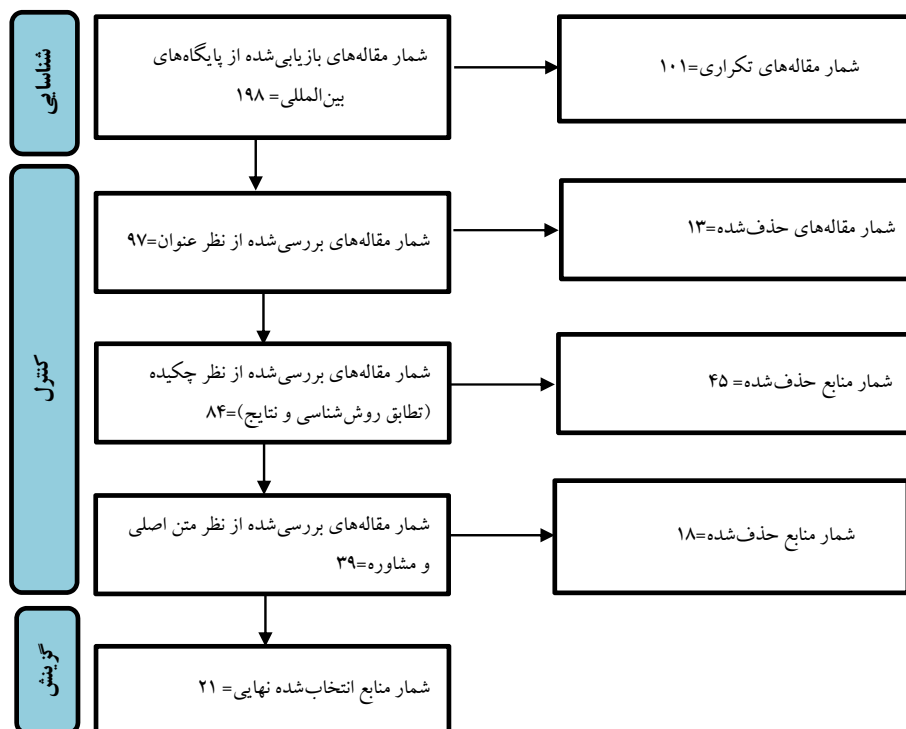 شناسایی
شمار مقاله‌های بازیابی‌شده از پایگاه‌های
بین‌المللی= ۱۹۸
شمار مقاله‌های تکراری=۱۰۱
کنترل
شمار مقاله‌های بررسی‌شده از نظر عنوان=۹۷
شمار مقاله‌های حذف‌شده=۱۳
شمار مقاله‌های بررسی‌شده از نظر چکیده
(تطابق روش‌شناسی و نتایج)=۸۴
شمار منابع حذف‌شده= ۴۵
شمار مقاله‌های بررسی‌شده از نظر متن اصلی
و مشاوره=۳۹
شمار منابع حذف‌شده=۱۸
گزینش
شمار منابع انتخاب‌شده نهایی= ۲۱